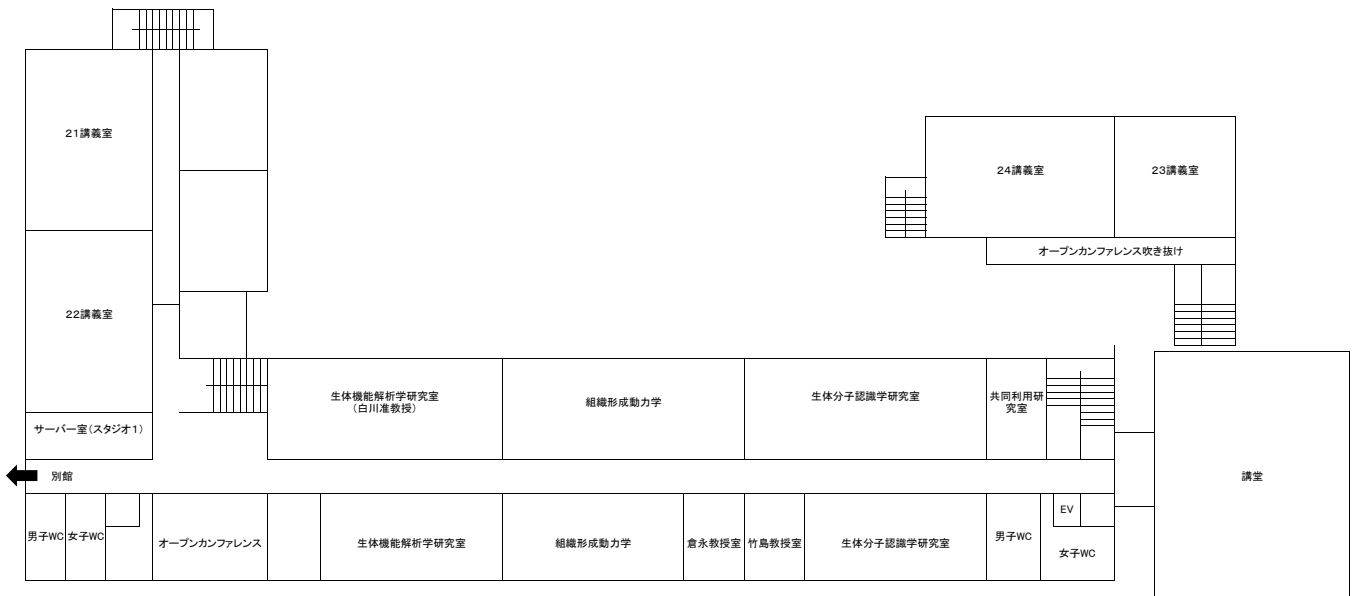 21講義室
24講義室
23講義室
オープンカンファレンス吹き抜け
22講義室
生体機能解析学研究室
(白川准教授)
組織形成動力学
生体分子認識学研究室
共同利用研
究室
サーバー室(スタジオ1)
別館
講堂
EV
男子WC
女子WC
オープンカンファレンス
生体機能解析学研究室
組織形成動力学
倉永教授室
竹島教授室
生体分子認識学研究室
男子WC
女子WC